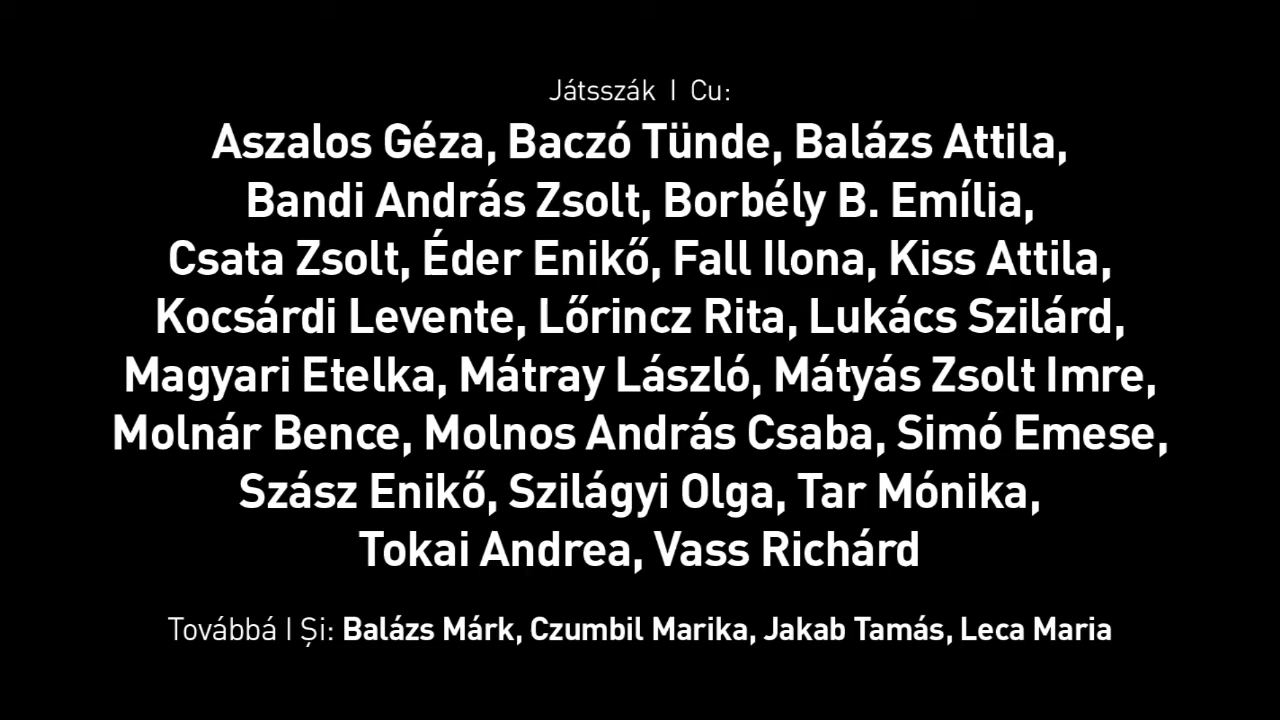 Játsszák I Cu:
Aszalos Géza, Baczó Tünde, Balázs Attila,
Bandi András Zsolt, Borbély B. Emília,
Csata Zsolt, Éder Enikő, Fall Ilona, Kiss Attila,
Kocsárdi Levente, Lőrincz Rita, Lukács Szilárd,
Magyari Etelka, Mátray László, Mátyás Zsolt Imre,
Molnár Bence, Molnos András Csaba, Simó Emese,
Szász Enikő, Szilágyi Olga, Tar Mónika,
Tokai Andrea, Vass Richárd
Továbbá I Și: Balázs Márk, Czumbil Marika, Jakab Tamás, Leca Maria